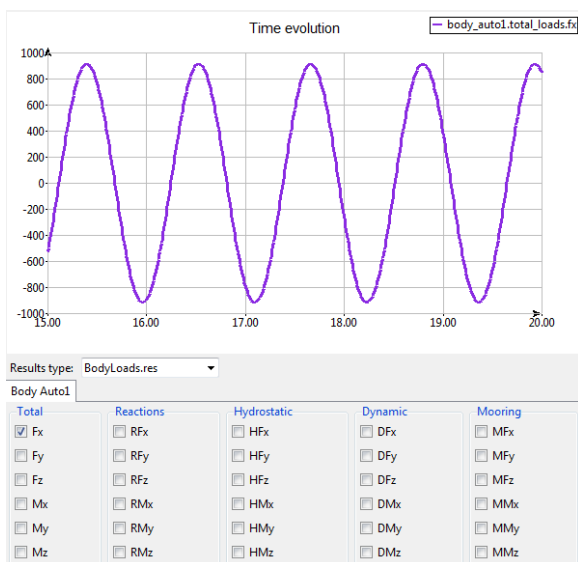 Time evolution
body_auto1.total_loads.fx
1000
800
600
400
200
0
-200
-400
-600
-800
-1000
15.00 16.00 17.00 18.00 19.00 20.00
Results type: BodyLoads.res
Body Auto1
Total Reactions Hydrostatic Dynamic Mooring
Fx RFx HFx DFx MFx
Fy RFy HFy DFy MFy
Fz RFz HFz DFz MFz
Mx RMx HMx DMx MMx
My RMy HMy DMy MMy
Mz RMz HMz DMz MMz